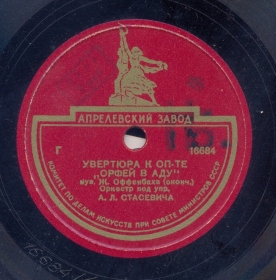 АПРЕЛЕВСКИЙ ЗАВОД
Г 16684
УВЕРТЮРА К ОП-ТЕ
„ОРФЕЙ В АДУ"
муз. Ж. Оффенбаха (оконч.)
Оркестр под упр.
А. Л. СТАСЕВИЧА
КОМИТЕТ ПО ДЕЛАМ ИСКУССТВ ПРИ СОВЕТЕ МИНИСТРОВ СССР
16684